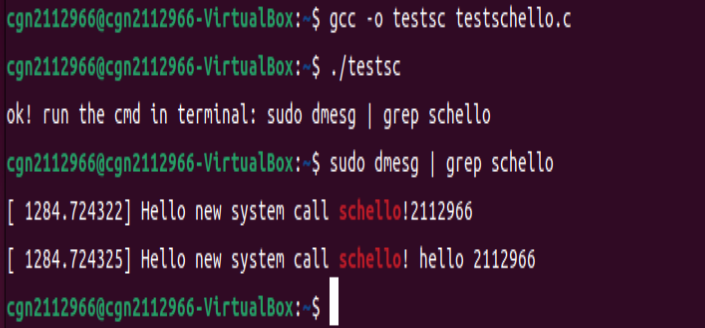 cgn2112966@cgn2112966-VirtualBox:~$ gcc -o testsc testschello.c
cgn2112966@cgn2112966-VirtualBox:~$ ./testsc
ok! run the cmd in terminal: sudo dmesg | grep schello
cgn2112966@cgn2112966-VirtualBox:~$ sudo dmesg | grep schello
[ 1284.724322] Hello new system call schello!2112966
[ 1284.724325] Hello new system call schello! hello 2112966
cgn2112966@cgn2112966-VirtualBox:~$